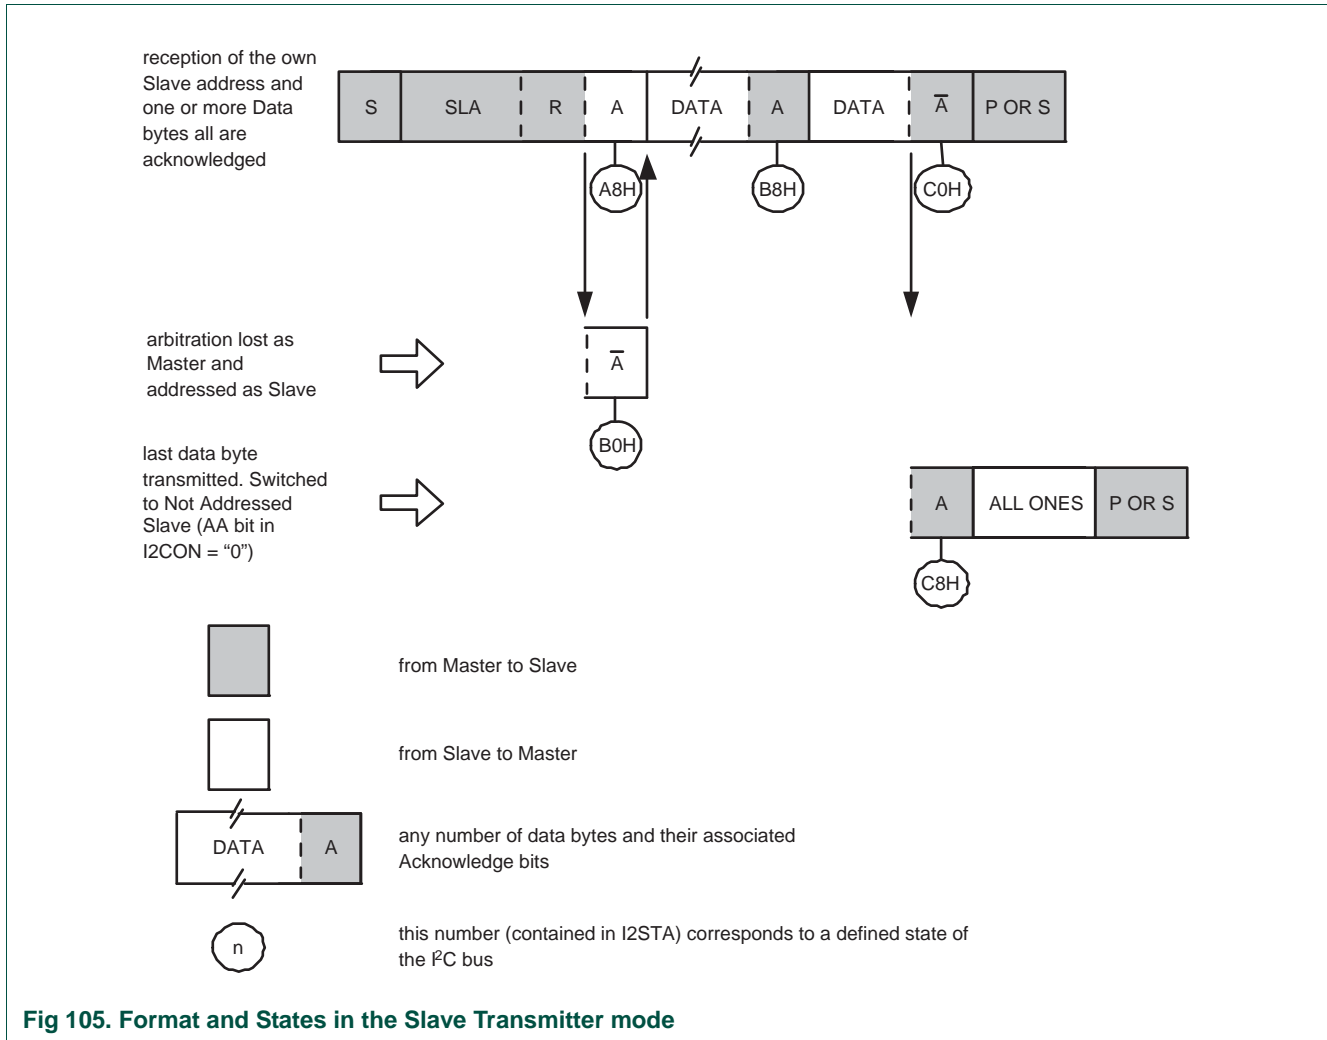 reception of the own
Slave address and
one or more Data
bytes all are
acknowledged
S SLA R A DATA A DATA A̅ P OR S
A8H B8H C0H
arbitration lost as
Master and
addressed as Slave
A̅
B0H
last data byte
transmitted. Switched
to Not Addressed
Slave (AA bit in
I2CON = “0”)
A ALL ONES P OR S
C8H
from Master to Slave
from Slave to Master
DATA A
any number of data bytes and their associated
Acknowledge bits
n
this number (contained in I2STA) corresponds to a defined state of
the I²C bus
Fig 105. Format and States in the Slave Transmitter mode